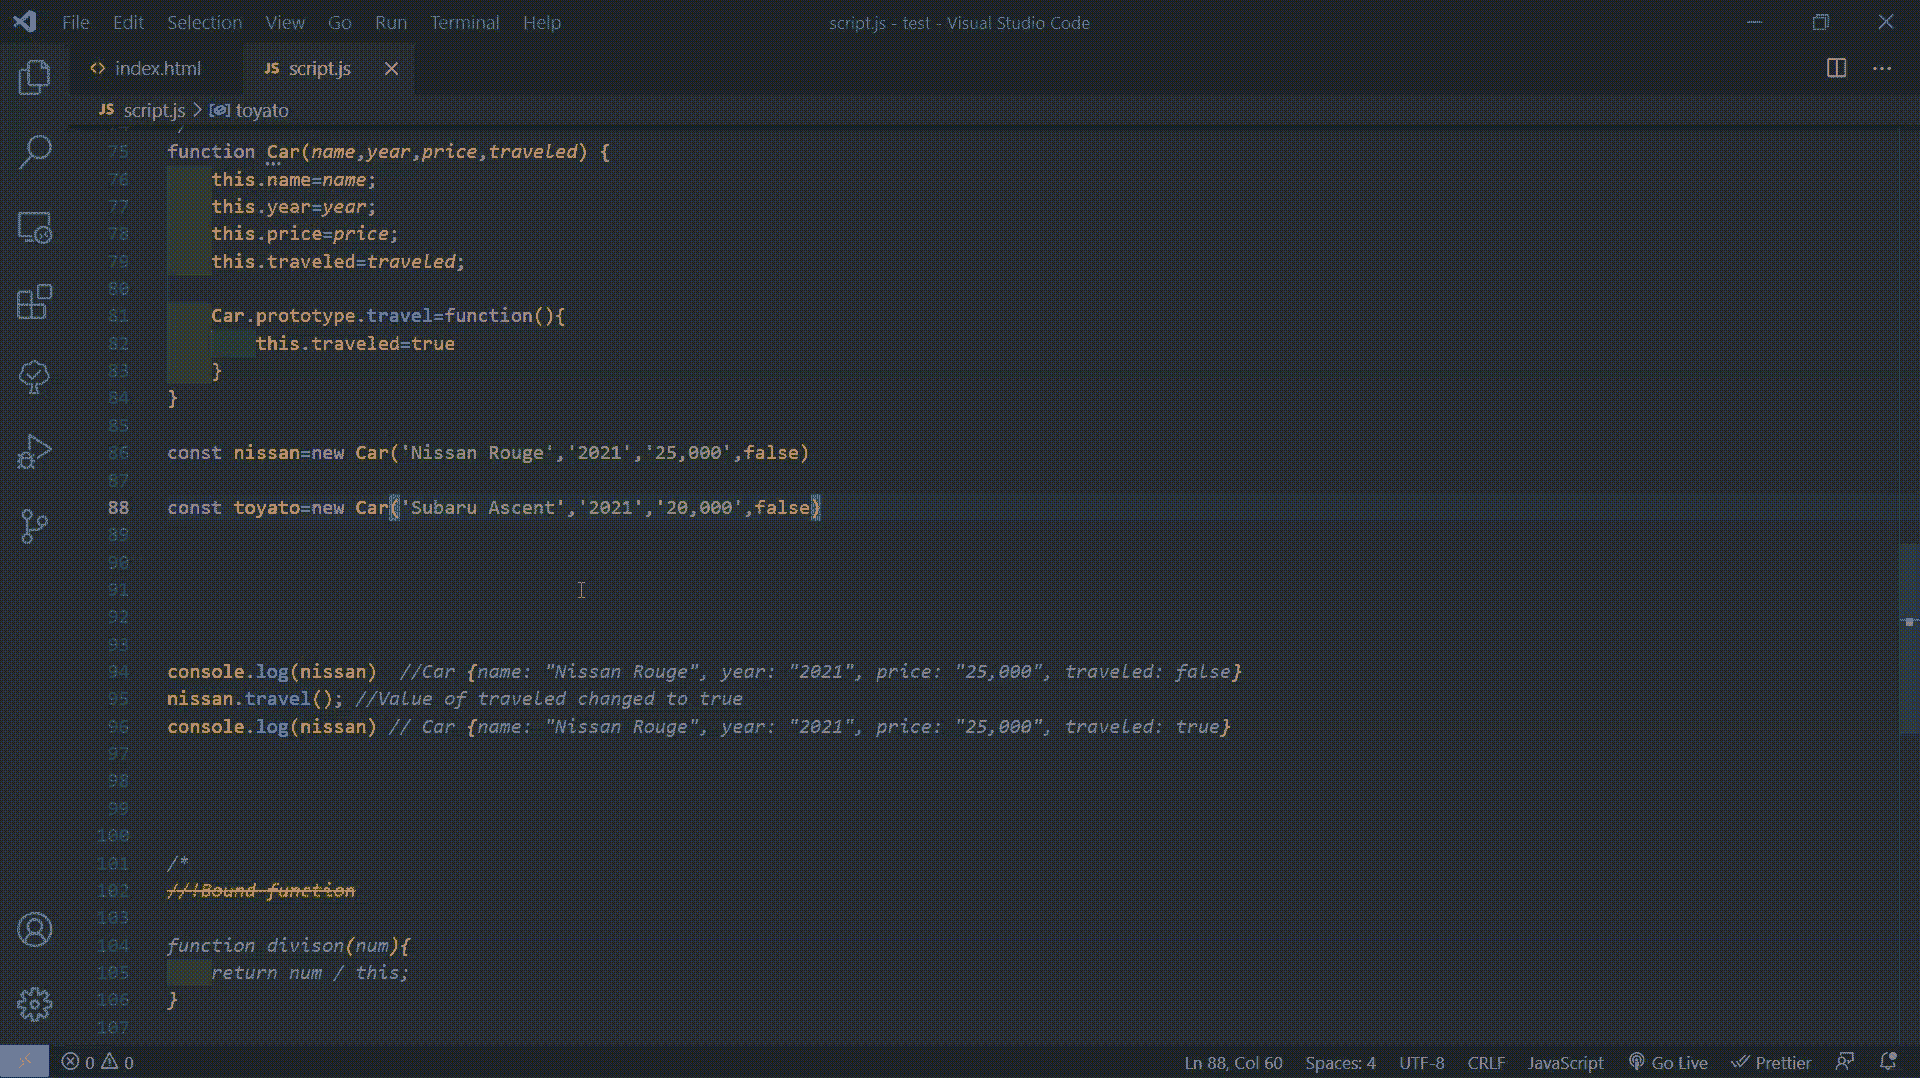 File Edit Selection View Go Run Terminal Help script.js - test - Visual Studio Code
<> index.html JS script.js
JS script.js > toyato
75 function Car(name,year,price,traveled) {
76 this.name=name;
77 this.year=year;
78 this.price=price;
79 this.traveled=traveled;
80
81 Car.prototype.travel=function(){
82 this.traveled=true
83 }
84 }
85
86 const nissan=new Car('Nissan Rouge','2021','25,000',false)
87
88 const toyato=new Car('Subaru Ascent','2021','20,000',false)
89
90
91
92
93
94 console.log(nissan)  //Car {name: "Nissan Rouge", year: "2021", price: "25,000", traveled: false}
95 nissan.travel(); //Value of traveled changed to true
96 console.log(nissan) // Car {name: "Nissan Rouge", year: "2021", price: "25,000", traveled: true}
97
98
99
100
101 /*
102 //!Bound function
103
104 function divison(num){
105 return num / this;
106 }
107
0 0 Ln 88, Col 60 Spaces: 4 UTF-8 CRLF JavaScript Go Live Prettier